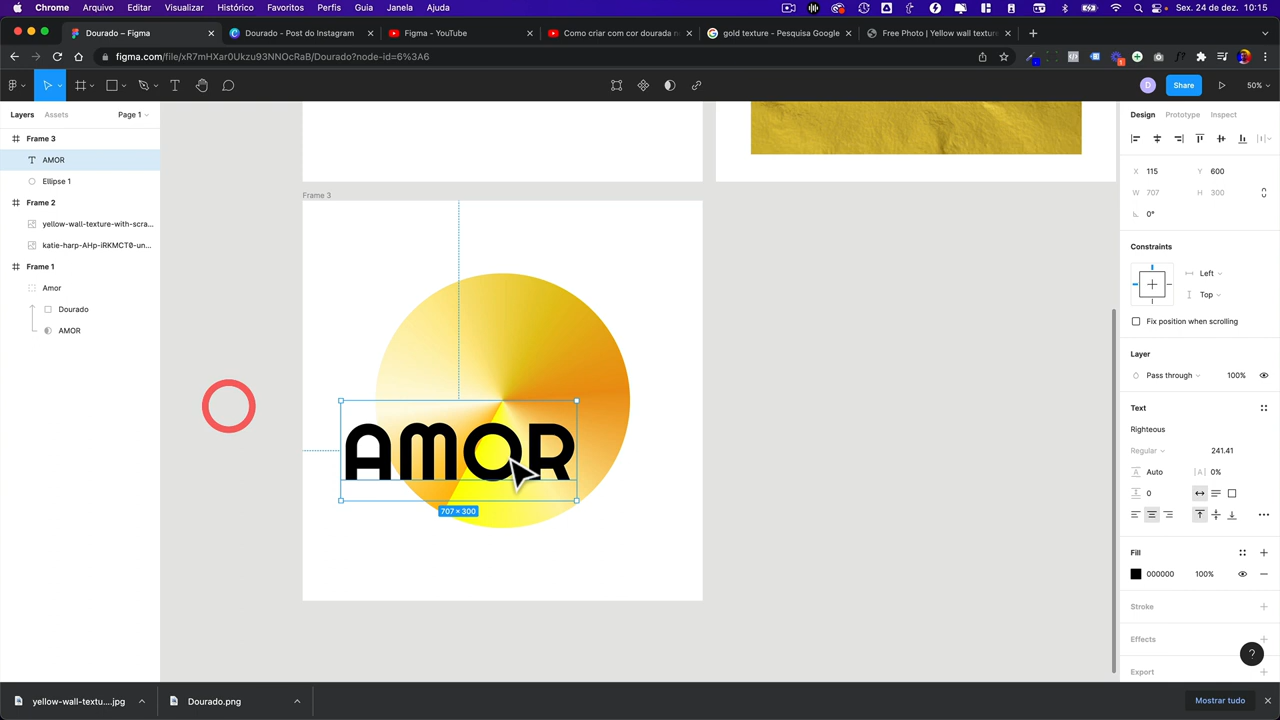 Chrome Arquivo Editar Visualizar Histórico Favoritos Perfis Guia Janela Ajuda Sex. 24 de dez. 10:15
Dourado – Figma
Dourado - Post do Instagram
Figma - YouTube
Como criar com cor dourada n
gold texture - Pesquisa Google
Free Photo | Yellow wall textur
figma.com/file/xR7mHXar0Ukzu93NNOcRaB/Dourado?node-id=6%3A6
D Share 50%
Layers Assets Page 1
Frame 3
AMOR
Ellipse 1
Frame 2
yellow-wall-texture-with-scra...
katie-harp-AHp-iRKMCT0-un...
Frame 1
Amor
Dourado
AMOR
Frame 3
AMOR
707 × 300
Design Prototype Inspect
X 115 Y 600
W 707 H 300
0°
Constraints
Left
Top
Fix position when scrolling
Layer
Pass through 100%
Text
Righteous
Regular 241.41
A Auto |A| 0%
0
Fill
000000 100%
Stroke
Effects
Export
?
yellow-wall-textu....jpg
Dourado.png
Mostrar tudo